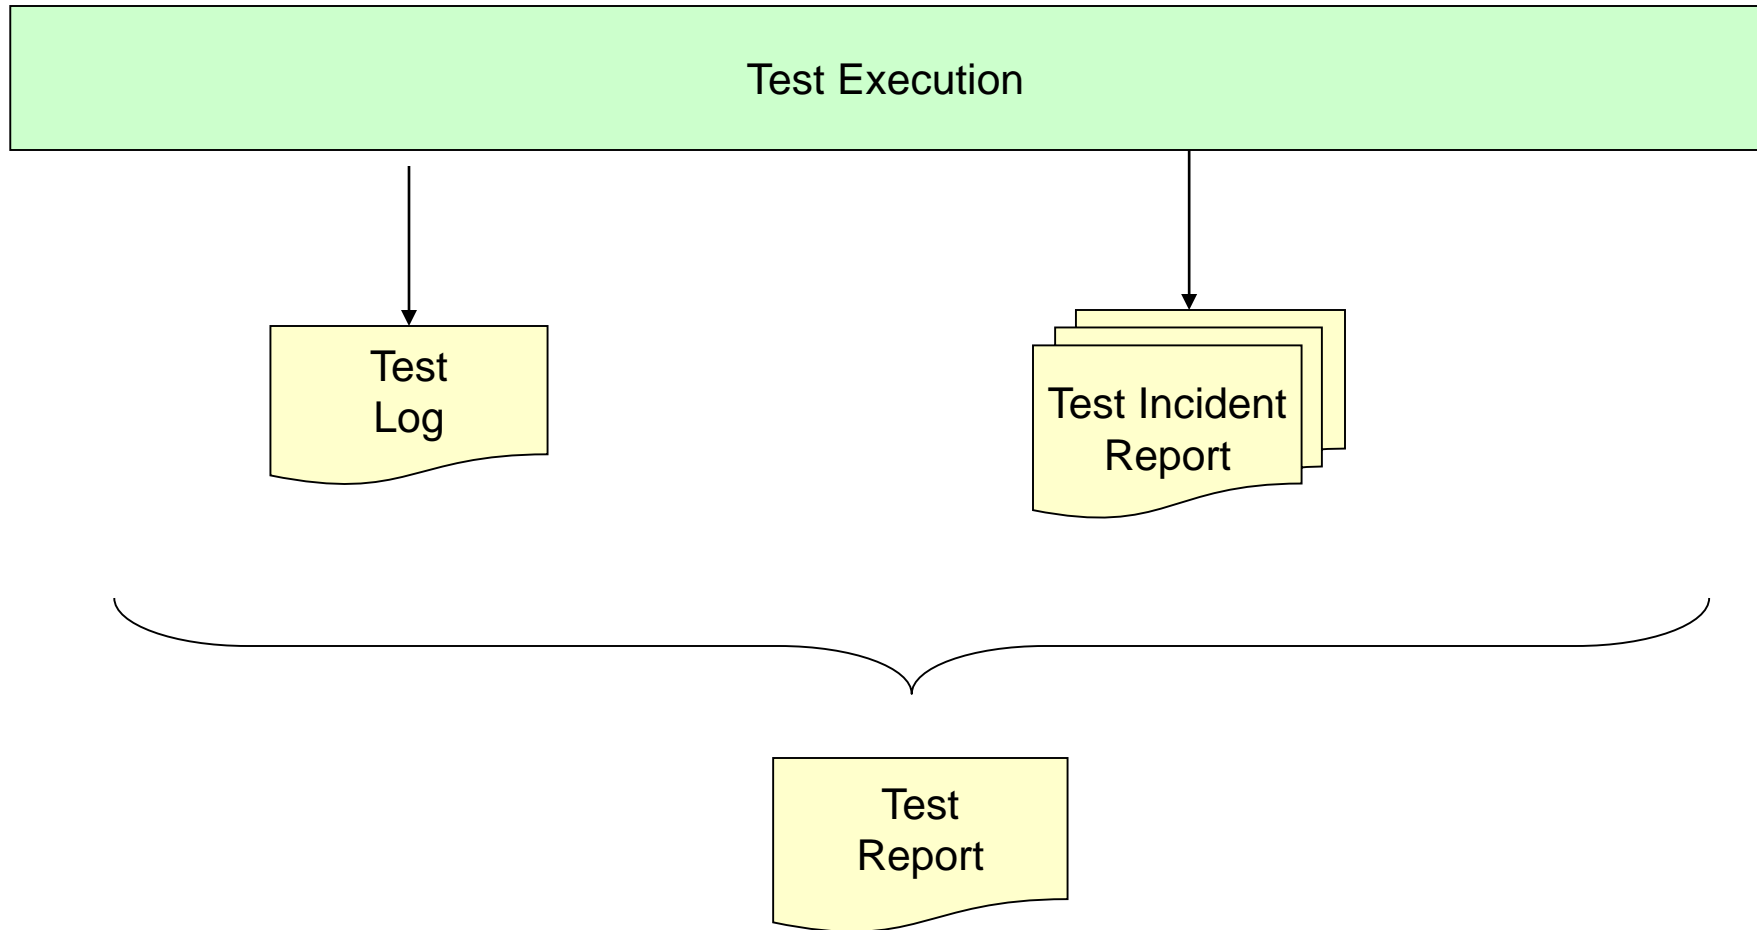 Test Execution
Test
Log
Test Incident
Report
Test
Report